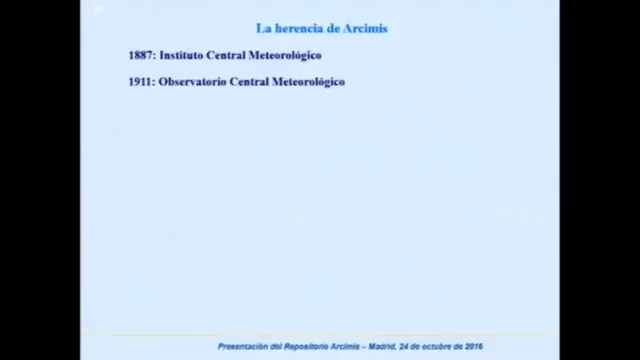 La herencia de Arcimis
1887: Instituto Central Meteorológico
1911: Observatorio Central Meteorológico
Presentación del Repositorio Arcimis – Madrid, 24 de octubre de 2016